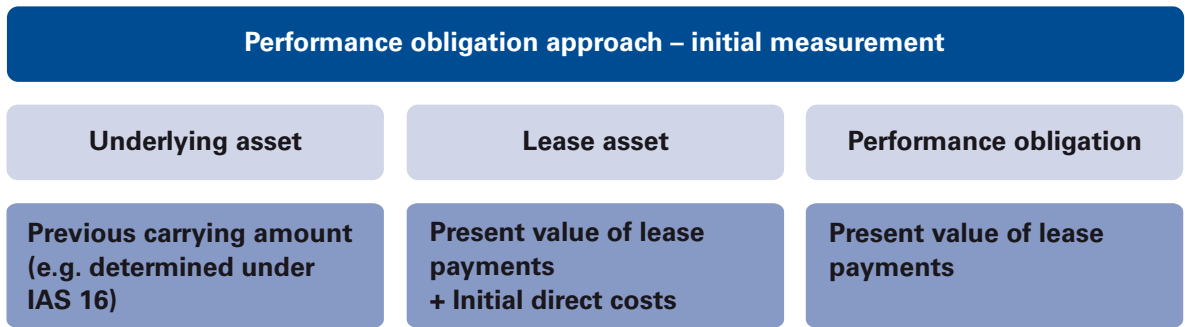 Performance obligation approach – initial measurement
Underlying asset
Lease asset
Performance obligation
Previous carrying amount
(e.g. determined under
IAS 16)
Present value of lease
payments
+ Initial direct costs
Present value of lease
payments